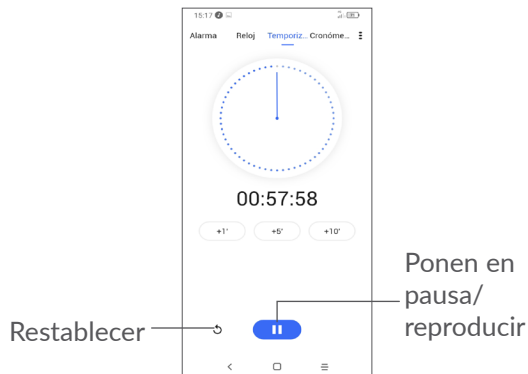 15:17
Alarma Reloj Temporiz... Cronóme...
00:57:58
+1' +5' +10'
Ponen en
pausa/
reproducir
Restablecer